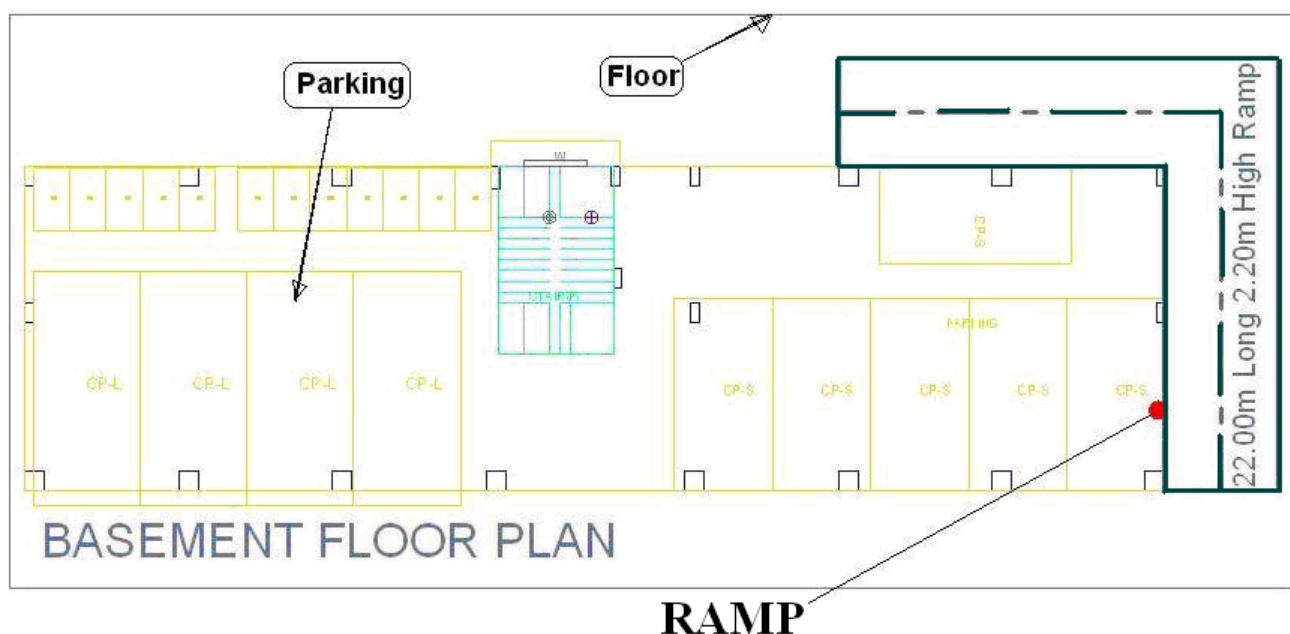 Floor
Parking
22.00m Long 2.20m High Ramp
CP-S
PARKING
CP-L
CP-L
CP-L
CP-L
CP-S
CP-S
CP-S
CP-S
CP-S
BASEMENT FLOOR PLAN
RAMP